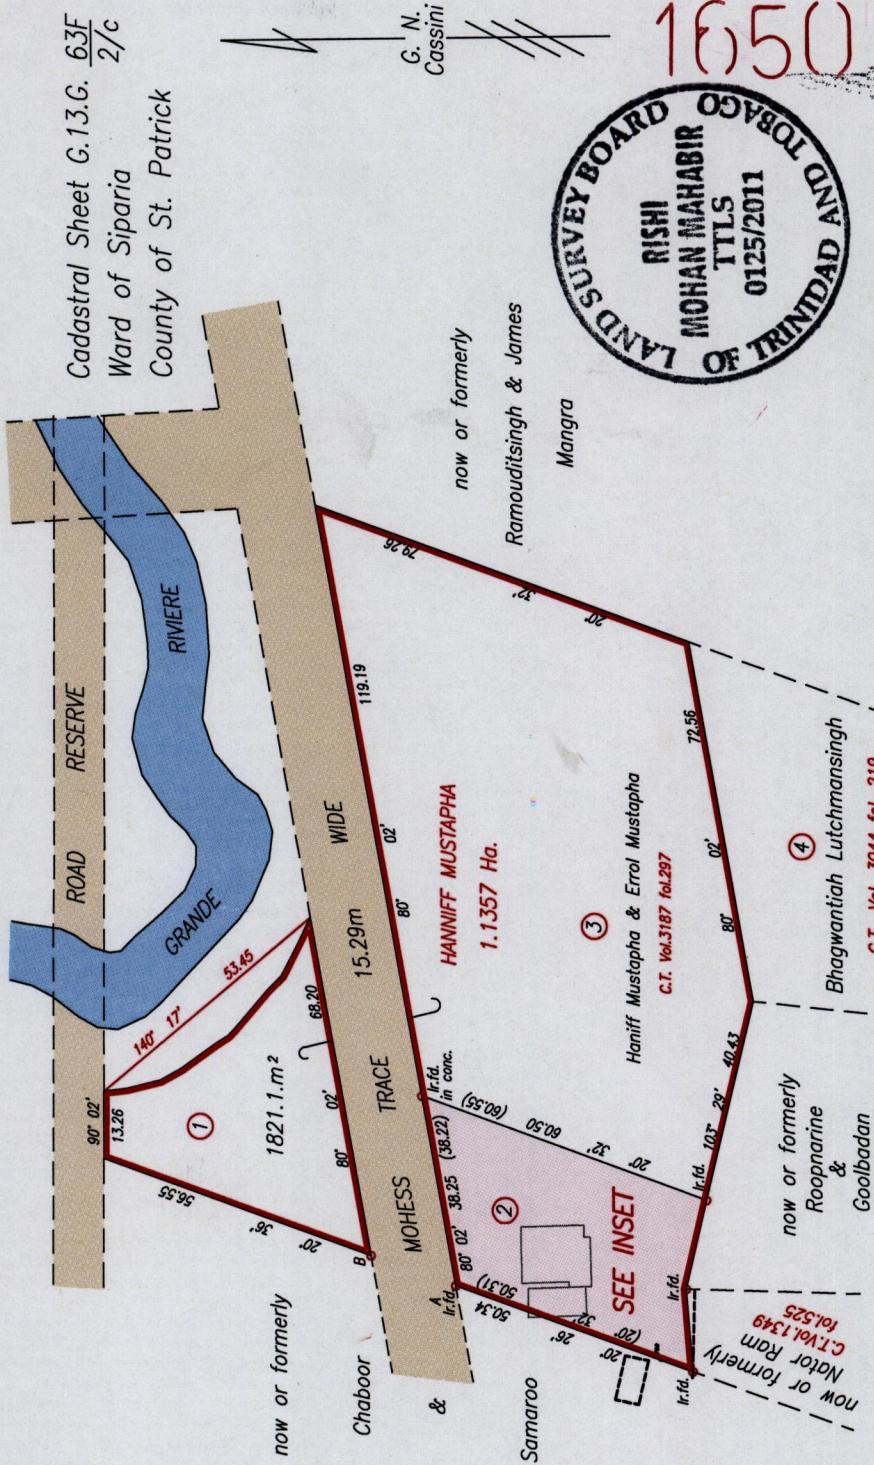 Cadastral Sheet G.13.G. 63F
2/c
Ward of Siparia
County of St. Patrick
G. N.
Cassini
1650
LAND SURVEY BOARD
OF TRINIDAD AND TOBAGO
RISHI
MOHAN MAHABIR
TTLS
0125/2011
ROAD RESERVE
GRANDE
RIVIERE
90° 02'
13.26
140° 17'
53.45
56.55
20° 36'
1
1821.1.m²
80° 02'
68.20
B
MOHESS TRACE 15.29m WIDE
now or formerly
Chaboor
&
Samaroo
A
Ir.fd.
80° 02' 38.25 (38.22)
Ir.fd.
in conc.
80° 02' 119.19
HANNIFF MUSTAPHA
1.1357 Ha.
now or formerly
Ramouditsingh & James
Mangra
79.26
20° 32'
50.34 (50.31)
20° 26'
(20° 32'
2
SEE INSET
60.50 (60.55)
20° 32'
3
Haniff Mustapha & Errol Mustapha
C.T. Vol.3187 fol.297
72.56
80° 02'
Ir.fd.
Ir.fd.
Ir.fd.
103° 29' 40.43
now or formerly
Nator Ram
C.T.Vol.1349
fol.525
now or formerly
Roopnarine
&
Goolbadan
4
Bhagwantiah Lutchmansingh
C.T. Vol. 3944 fol. 219